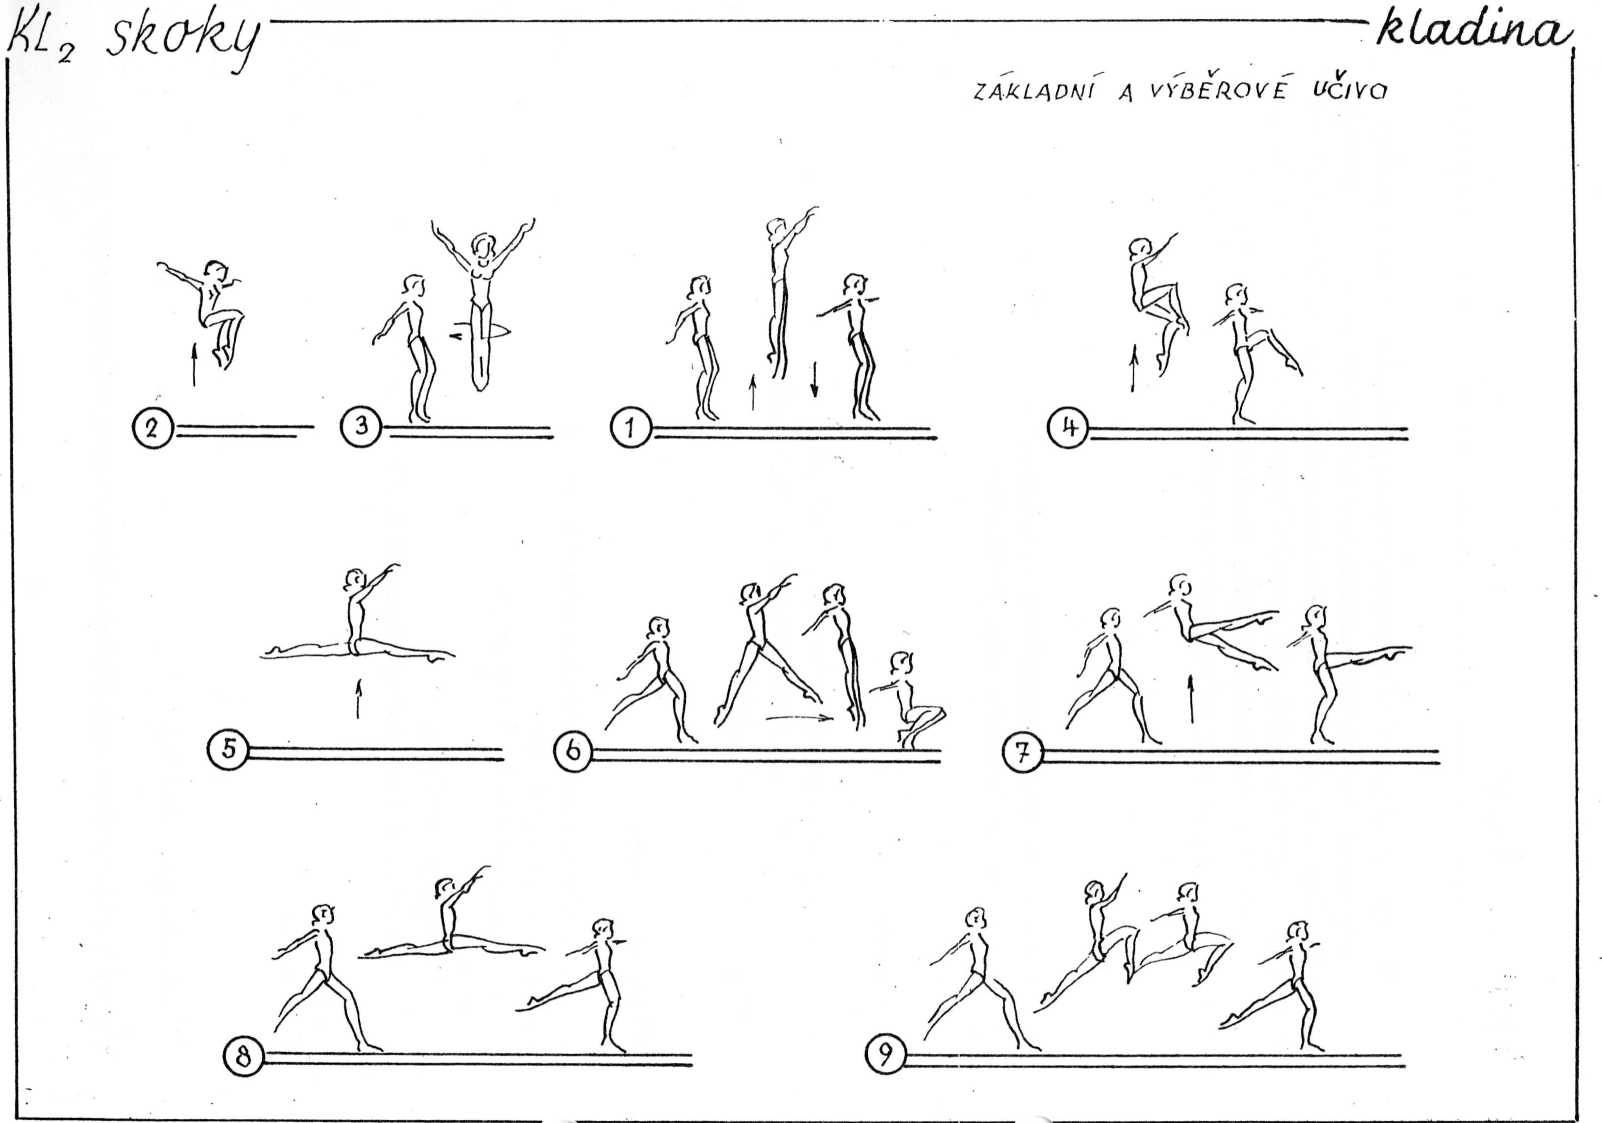 KL₂ skoky kladina
ZÁKLADNÍ A VÝBĚROVÉ UČIVO
2 3 1 4
5 6 7
8 9